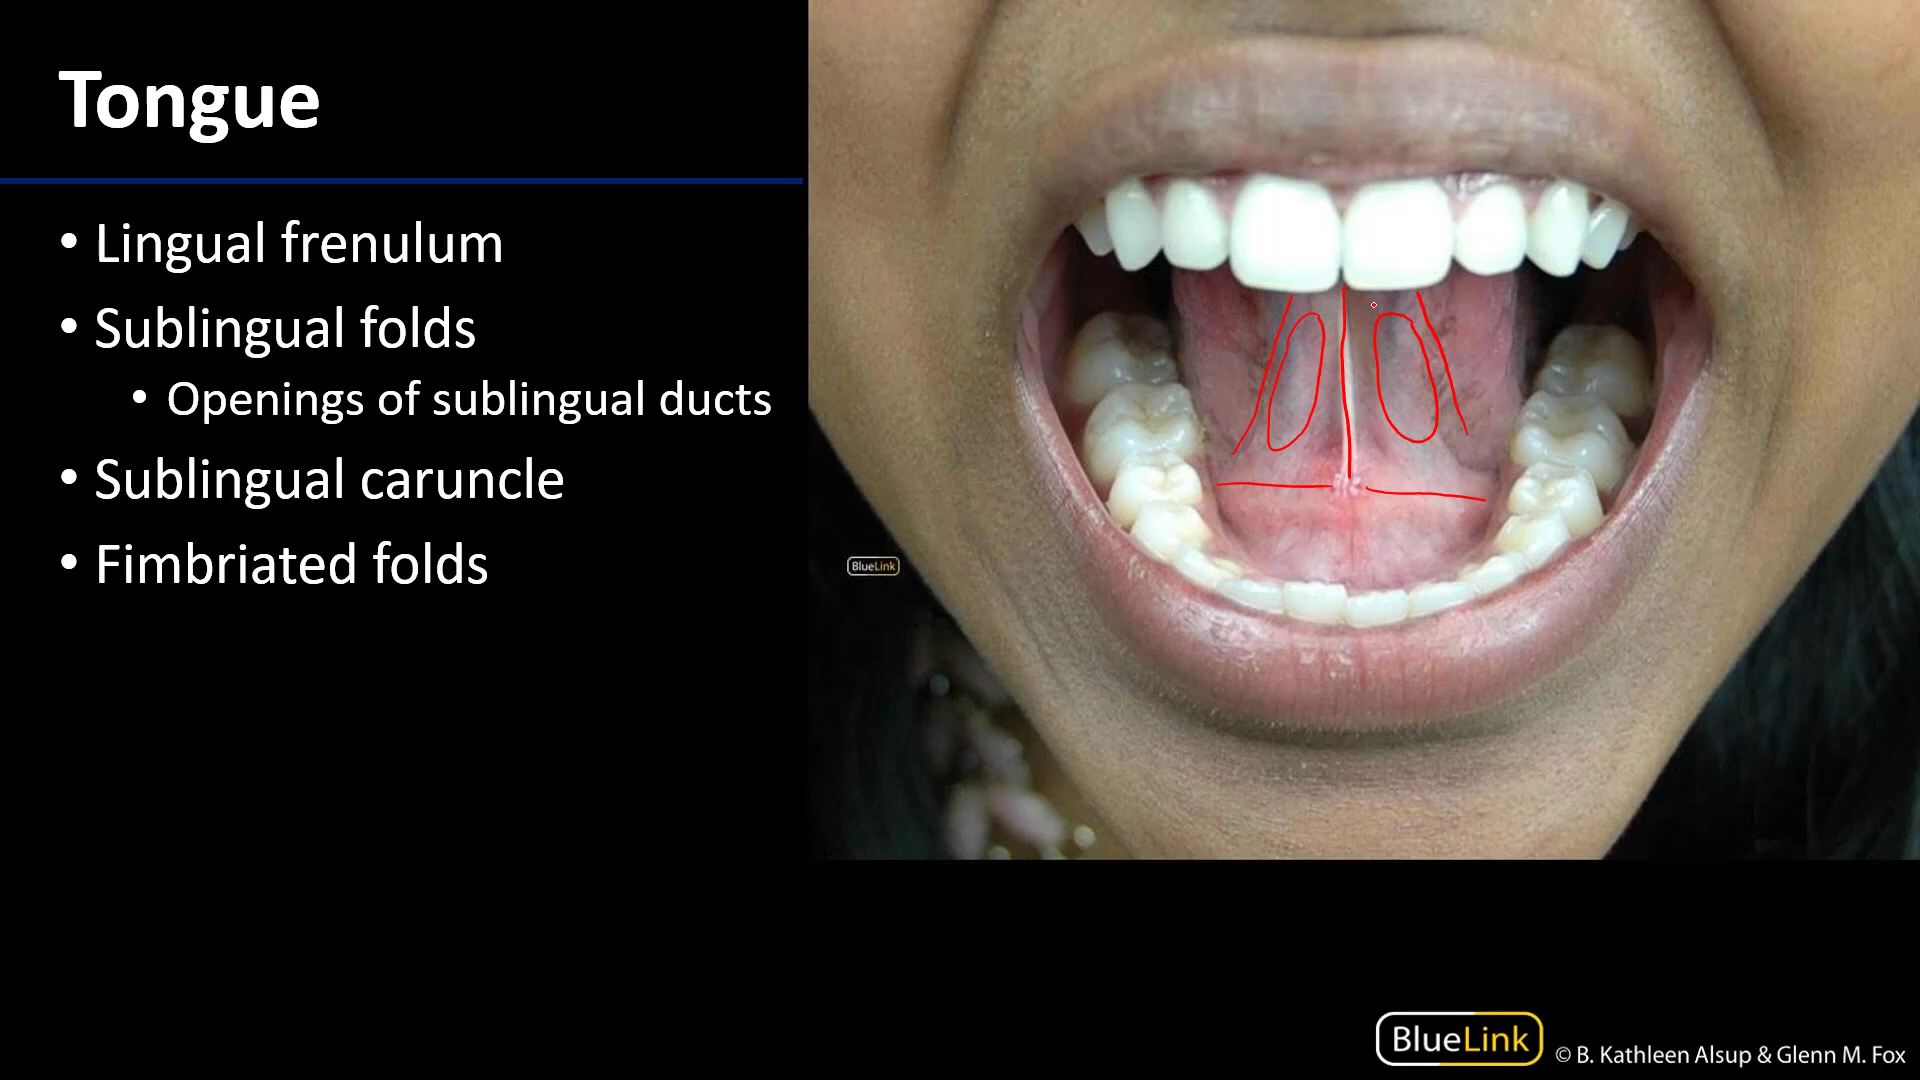 Tongue
• Lingual frenulum
• Sublingual folds
• Openings of sublingual ducts
• Sublingual caruncle
• Fimbriated folds
BlueLink
BlueLink
© B. Kathleen Alsup & Glenn M. Fox